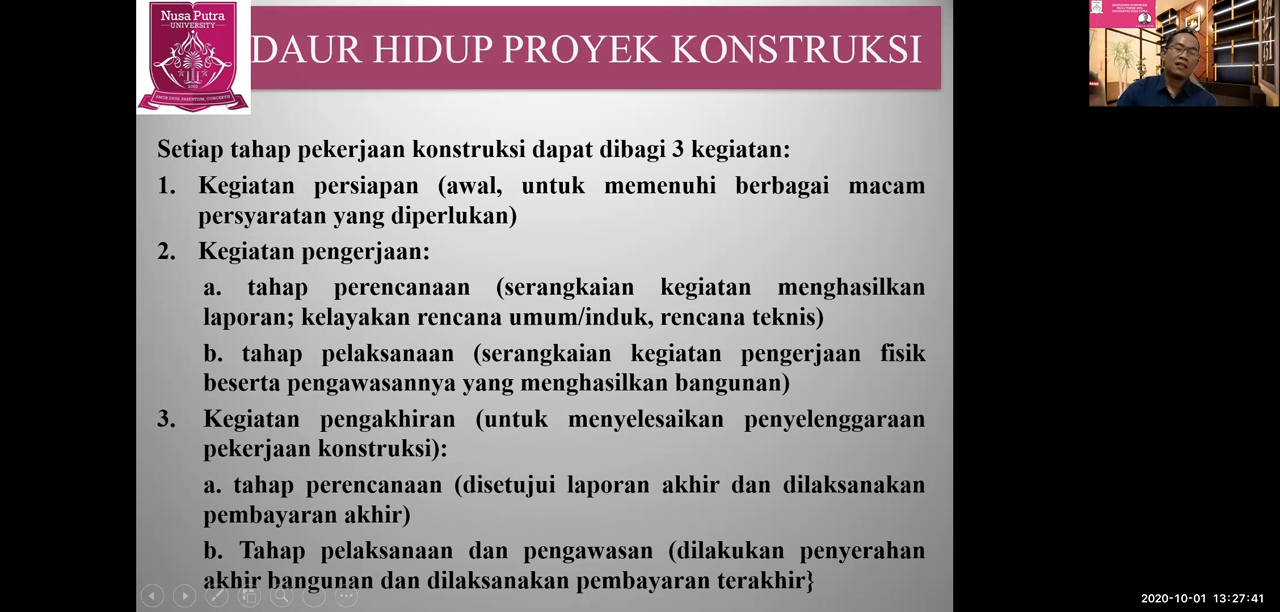 Nusa Putra
UNIVERSITY
AMOR DEUS, PARENTIUM, CONCERVIS
DAUR HIDUP PROYEK KONSTRUKSI
Setiap tahap pekerjaan konstruksi dapat dibagi 3 kegiatan:
1. Kegiatan persiapan (awal, untuk memenuhi berbagai macam
persyaratan yang diperlukan)
2. Kegiatan pengerjaan:
a. tahap perencanaan (serangkaian kegiatan menghasilkan
laporan; kelayakan rencana umum/induk, rencana teknis)
b. tahap pelaksanaan (serangkaian kegiatan pengerjaan fisik
beserta pengawasannya yang menghasilkan bangunan)
3. Kegiatan pengakhiran (untuk menyelesaikan penyelenggaraan
pekerjaan konstruksi):
a. tahap perencanaan (disetujui laporan akhir dan dilaksanakan
pembayaran akhir)
b. Tahap pelaksanaan dan pengawasan (dilakukan penyerahan
akhir bangunan dan dilaksanakan pembayaran terakhir}
2020-10-01 13:27:41